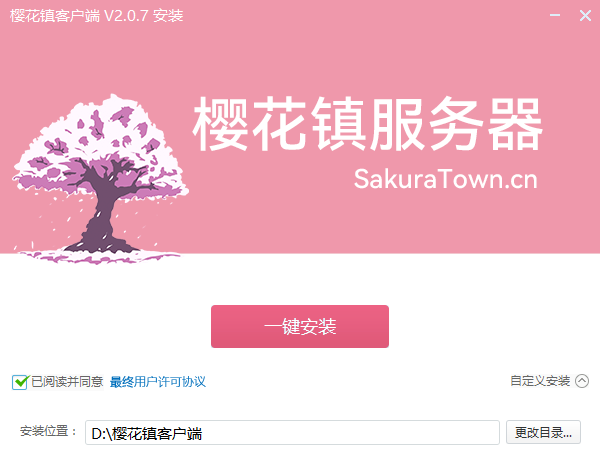 樱花镇客户端 V2.0.7 安装
樱花镇服务器
SakuraTown.cn
一键安装
已阅读并同意 最终用户许可协议
自定义安装
安装位置： D:\樱花镇客户端 更改目录...